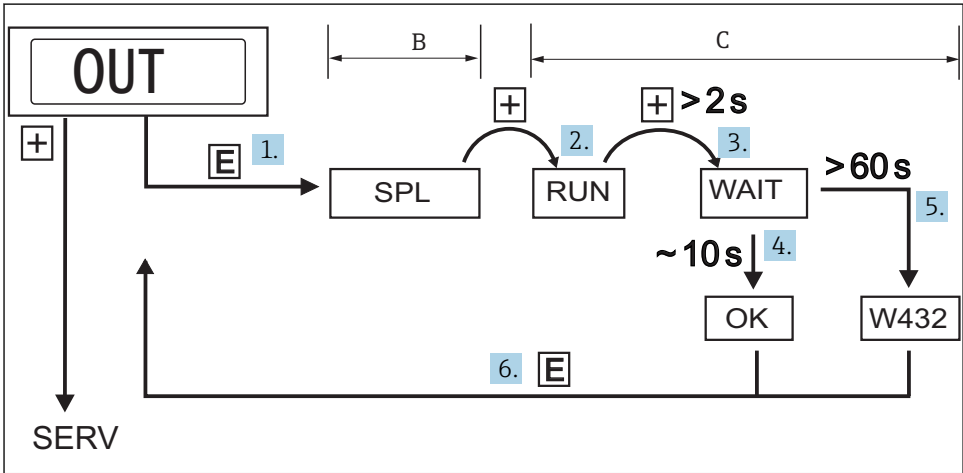 B
C
OUT
+
+
+ >2s
E
1.
2.
3.
SPL
RUN
WAIT
>60s
5.
~10s
4.
OK
W432
6.
E
SERV